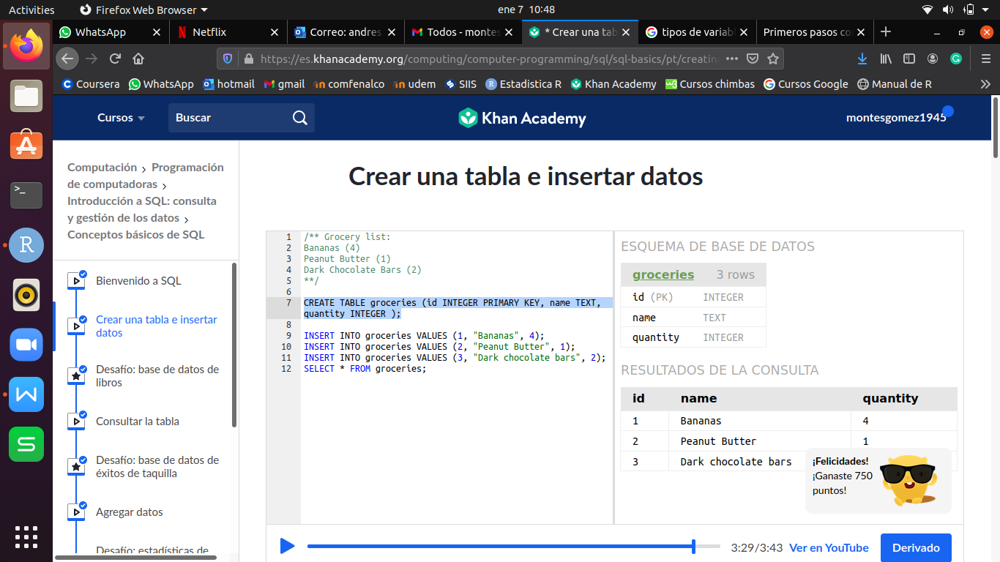 Activities
Firefox Web Browser
ene 7 10:48
WhatsApp
Netflix
Correo: andres
Todos - montes
* Crear una tab
tipos de variab
Primeros pasos co
https://es.khanacademy.org/computing/computer-programming/sql/sql-basics/pt/creatin
Coursera
WhatsApp
hotmail
gmail
comfenalco
udem
SIIS
Estadistica R
Khan Academy
Cursos chimbas
Cursos Google
Manual de R
Cursos
Buscar
Khan Academy
montesgomez1945
Computación > Programación
de computadoras >
Introducción a SQL: consulta
y gestión de los datos >
Conceptos básicos de SQL
Bienvenido a SQL
Crear una tabla e insertar
datos
Desafío: base de datos de
libros
Consultar la tabla
Desafío: base de datos de
éxitos de taquilla
Agregar datos
Desafío: estadísticas de
Crear una tabla e insertar datos
1 /** Grocery list:
2 Bananas (4)
3 Peanut Butter (1)
4 Dark Chocolate Bars (2)
5 **/
6
7 CREATE TABLE groceries (id INTEGER PRIMARY KEY, name TEXT,
quantity INTEGER );
8
9 INSERT INTO groceries VALUES (1, "Bananas", 4);
10 INSERT INTO groceries VALUES (2, "Peanut Butter", 1);
11 INSERT INTO groceries VALUES (3, "Dark chocolate bars", 2);
12 SELECT * FROM groceries;
ESQUEMA DE BASE DE DATOS
groceries 3 rows
id (PK) INTEGER
name TEXT
quantity INTEGER
RESULTADOS DE LA CONSULTA
id name quantity
1 Bananas 4
2 Peanut Butter 1
3 Dark chocolate bars
¡Felicidades!
¡Ganaste 750
puntos!
3:29/3:43
Ver en YouTube
Derivado